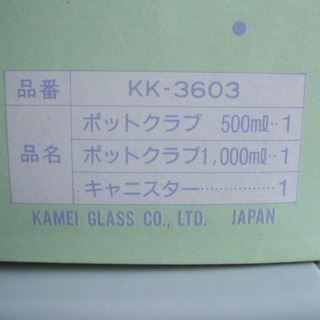 品番 KK-3603
品名
ポットクラブ 500mℓ‥1
ポットクラブ1,000mℓ‥1
キャニスター……………1
KAMEI GLASS CO., LTD. JAPAN